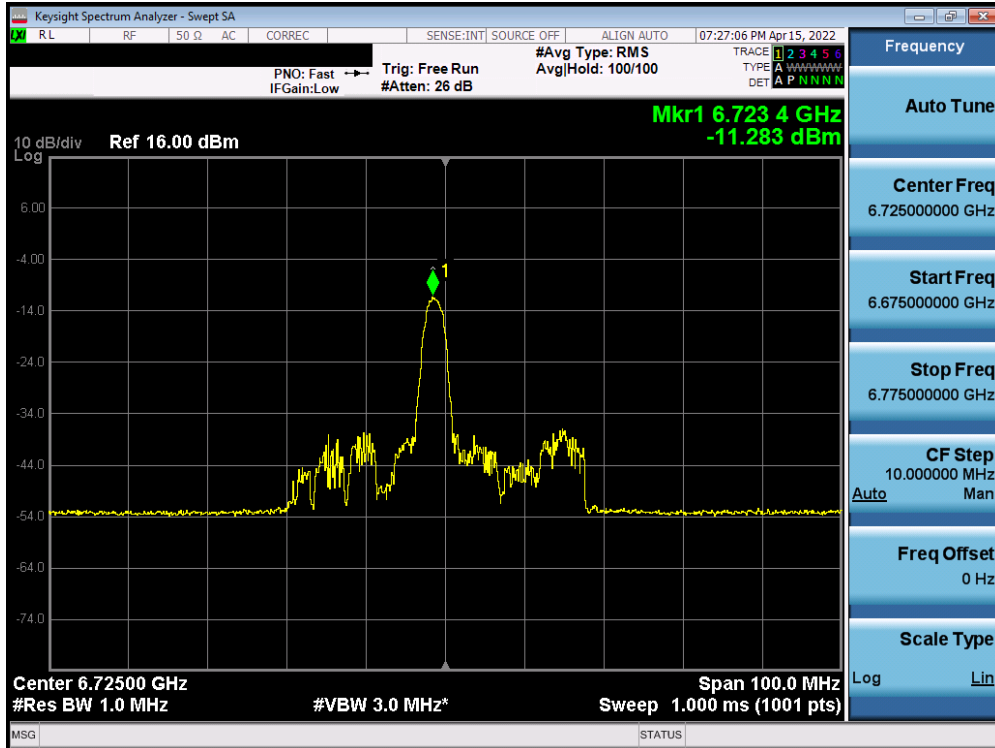 Keysight Spectrum Analyzer - Swept SA
LXI RL RF 50 Ω AC CORREC SENSE:INT SOURCE OFF ALIGN AUTO 07:27:06 PM Apr 15, 2022
PNO: Fast
IFGain:Low
Trig: Free Run
#Atten: 26 dB
#Avg Type: RMS
Avg|Hold: 100/100
TRACE 1 2 3 4 5 6
TYPE A WWWWW
DET A P N N N N
Mkr1 6.723 4 GHz
-11.283 dBm
10 dB/div Ref 16.00 dBm
Log
6.00
-4.00
-14.0
-24.0
-34.0
-44.0
-54.0
-64.0
-74.0
1
Center 6.72500 GHz Span 100.0 MHz
#Res BW 1.0 MHz #VBW 3.0 MHz* Sweep 1.000 ms (1001 pts)
MSG STATUS
Frequency
Auto Tune
Center Freq
6.725000000 GHz
Start Freq
6.675000000 GHz
Stop Freq
6.775000000 GHz
CF Step
10.000000 MHz
Auto Man
Freq Offset
0 Hz
Scale Type
Log Lin